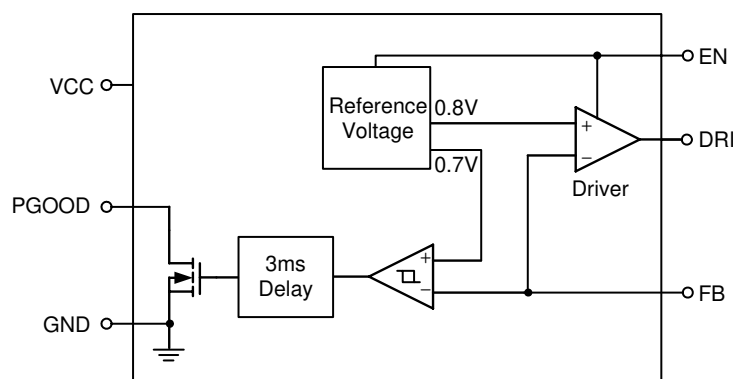 EN
VCC
Reference
Voltage
0.8V
+
−
DRI
0.7V
Driver
PGOOD
3ms
Delay
+
−
FB
GND